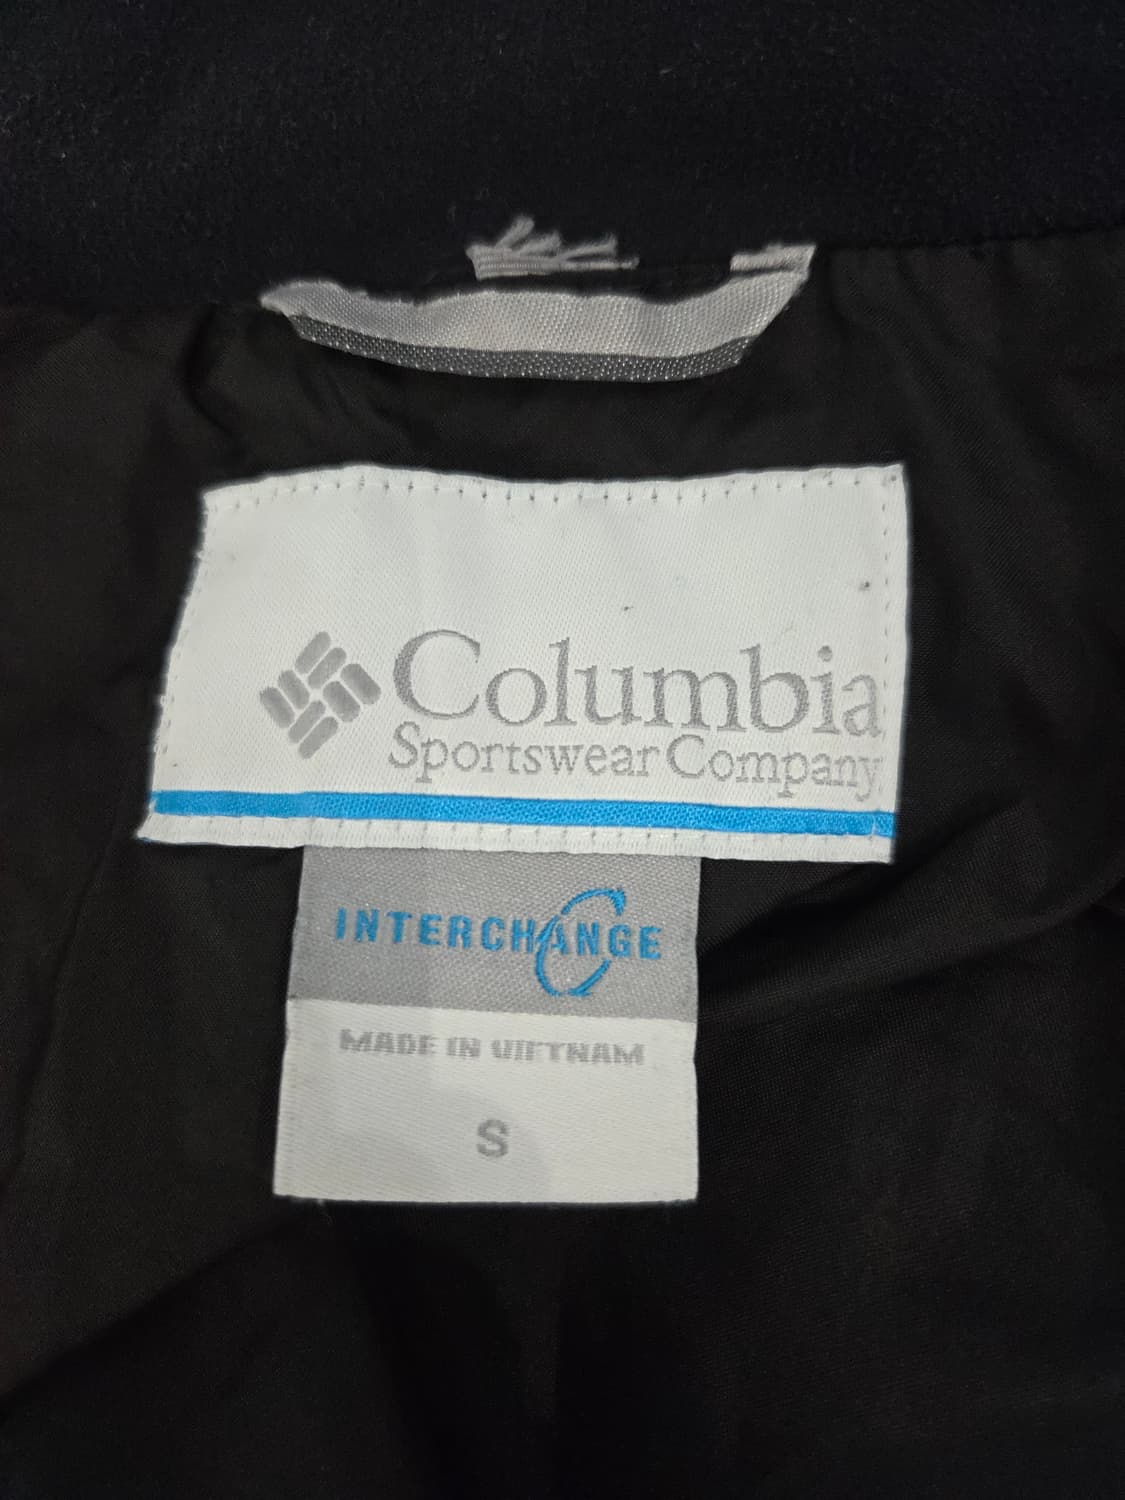 Columbia
Sportswear Company
INTERCHANGE
MADE IN VIETNAM
S